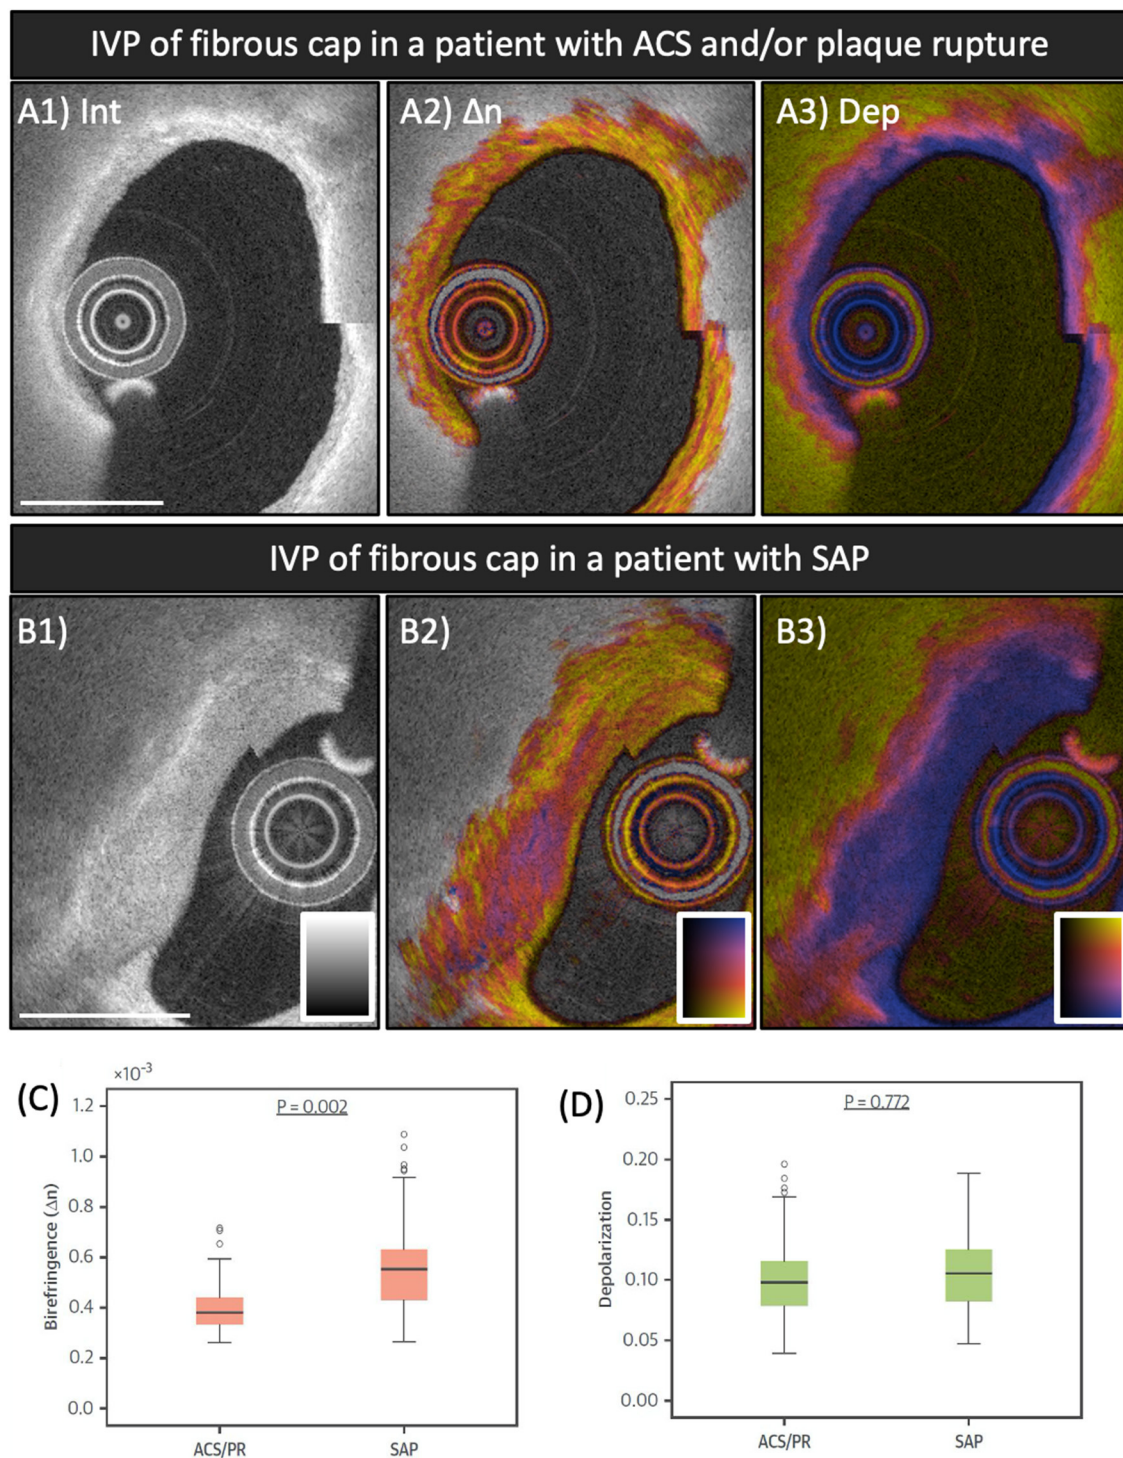 IVP of fibrous cap in a patient with ACS and/or plaque rupture
A1) Int
A2) Δn
A3) Dep
IVP of fibrous cap in a patient with SAP
B1)
B2)
B3)
(C)
×10⁻³
P = 0.002
1.2
1.0
0.8
0.6
0.4
0.2
0.0
Birefringence (Δn)
ACS/PR
SAP
(D)
P = 0.772
0.25
0.20
0.15
0.10
0.05
0.00
Depolarization
ACS/PR
SAP